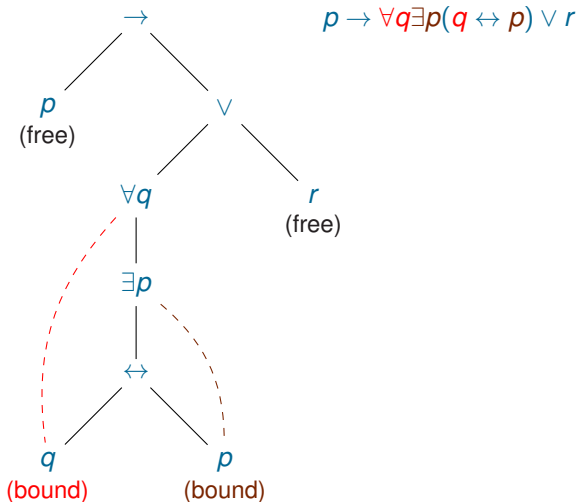 → p → ∀q∃p(q ↔ p) ∨ r
p ∨
(free)
∀q r
(free)
∃p
↔
q p
(bound) (bound)